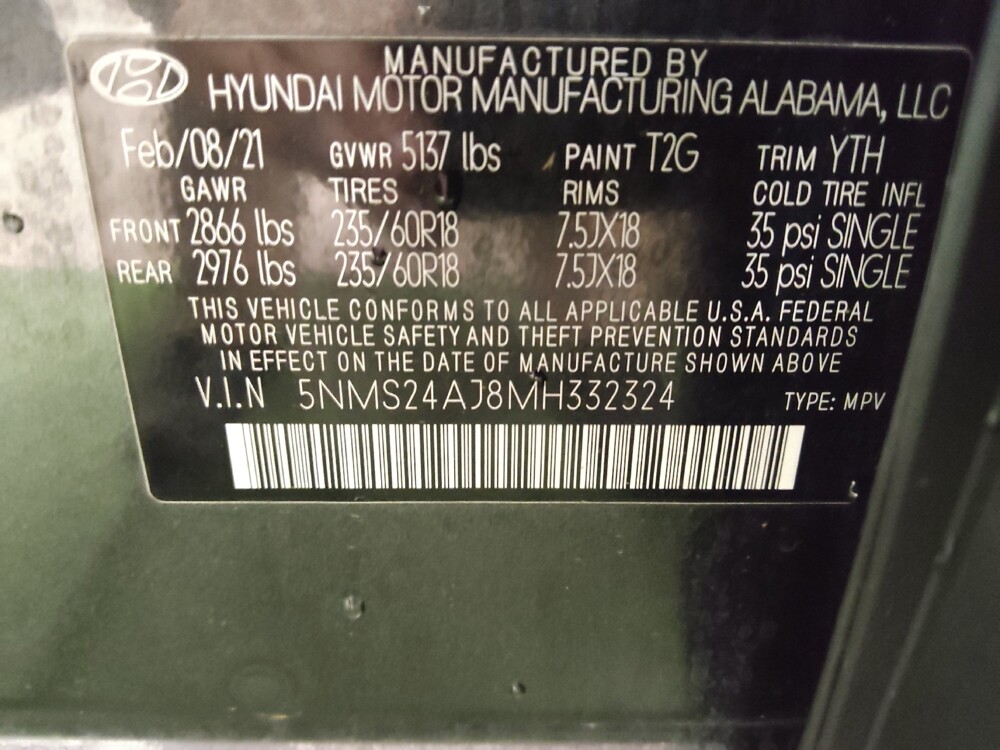 MANUFACTURED BY
HYUNDAI MOTOR MANUFACTURING ALABAMA, LLC
Feb/08/21 GVWR 5137 lbs PAINT T2G TRIM YTH
GAWR TIRES RIMS COLD TIRE INFL
FRONT 2866 lbs 235/60R18 7.5JX18 35 psi SINGLE
REAR 2976 lbs 235/60R18 7.5JX18 35 psi SINGLE
THIS VEHICLE CONFORMS TO ALL APPLICABLE U.S.A. FEDERAL
MOTOR VEHICLE SAFETY AND THEFT PREVENTION STANDARDS
IN EFFECT ON THE DATE OF MANUFACTURE SHOWN ABOVE
V.I.N 5NMS24AJ8MH332324 TYPE: MPV